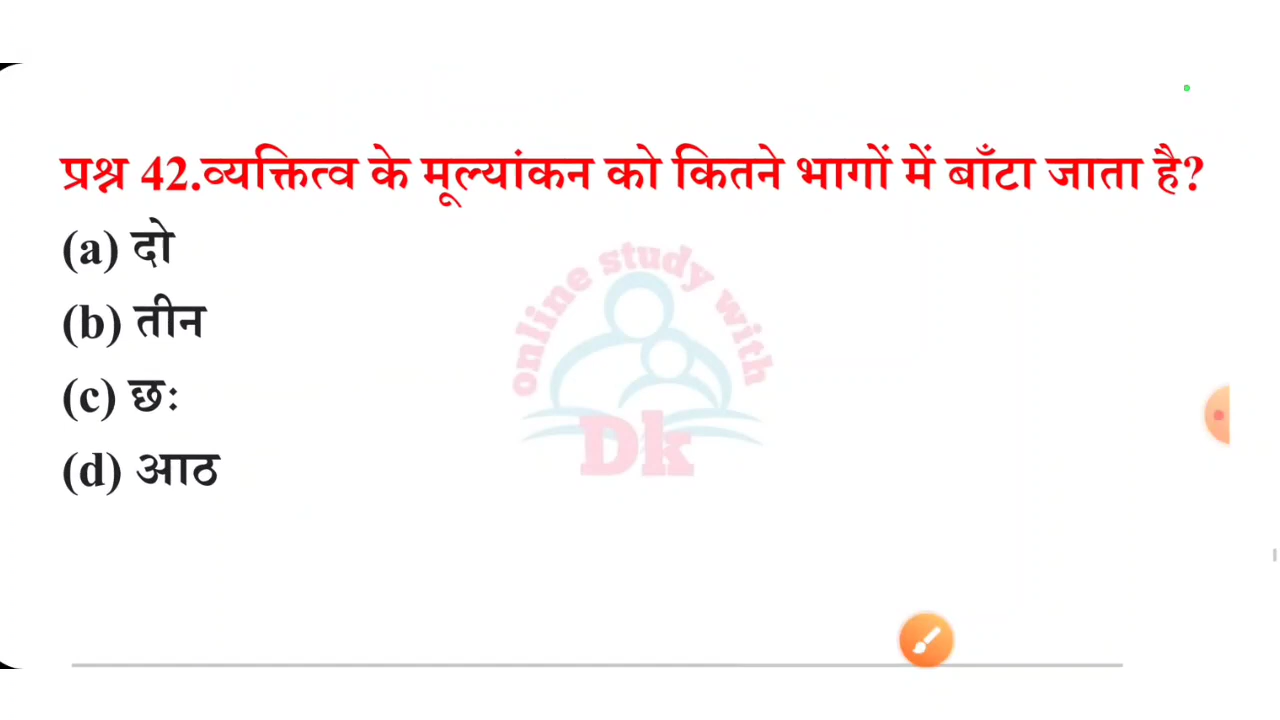 प्रश्न 42.व्यक्तित्व के मूल्यांकन को कितने भागों में बाँटा जाता है?
(a) दो
(b) तीन
(c) छः
(d) आठ
online study with
Dk